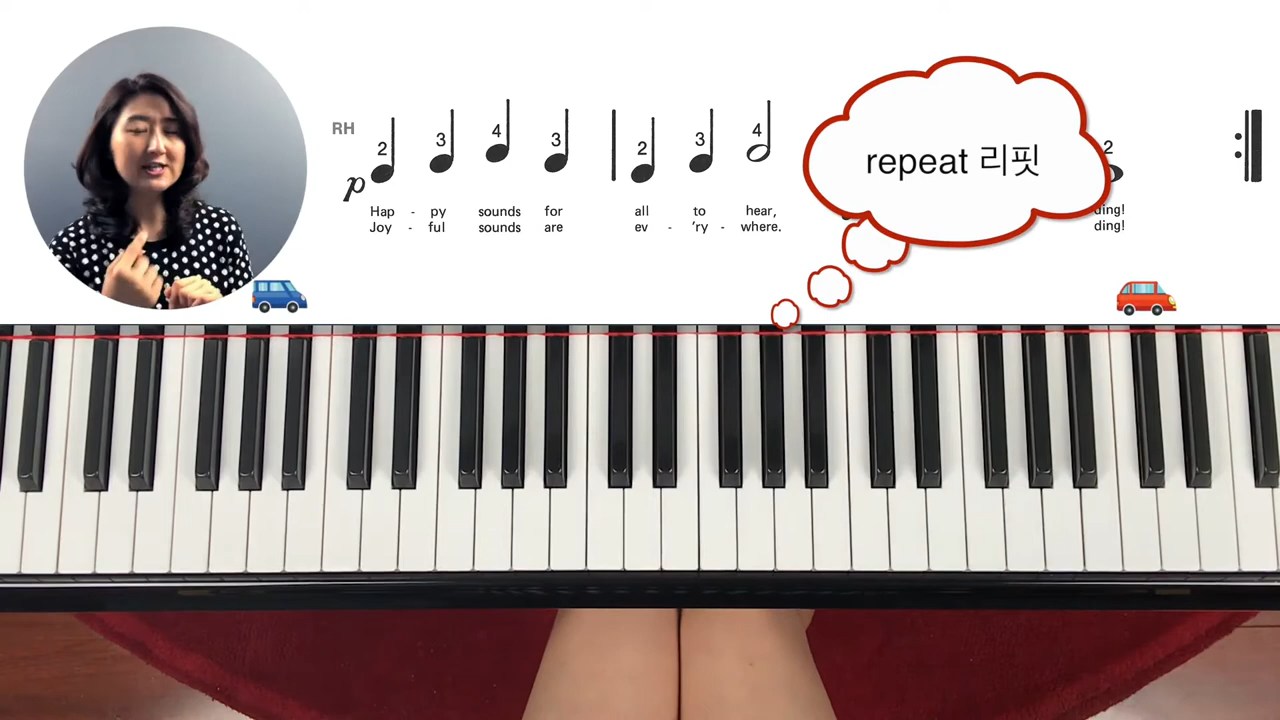 RH
2 3 4 3 2 3 4 2
p
repeat 리핏
Hap - py sounds for all to hear, ding!
Joy - ful sounds are ev - 'ry - where. ding!